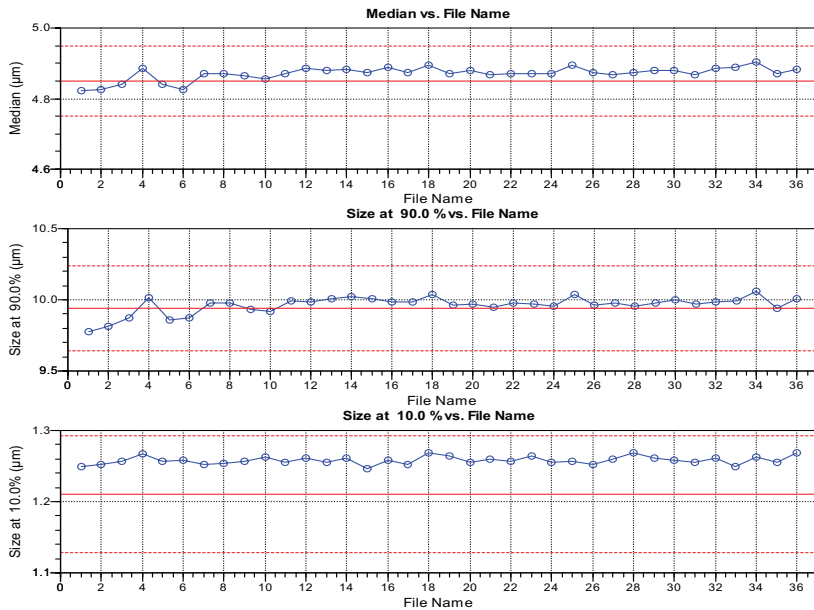 Median vs. File Name
5.0
4.8
4.6
Median (µm)
0 2 4 6 8 10 12 14 16 18 20 22 24 26 28 30 32 34 36
File Name
Size at 90.0 % vs. File Name
10.5
10.0
9.5
Size at 90.0% (µm)
0 2 4 6 8 10 12 14 16 18 20 22 24 26 28 30 32 34 36
File Name
Size at 10.0 % vs. File Name
1.3
1.2
1.1
Size at 10.0% (µm)
0 2 4 6 8 10 12 14 16 18 20 22 24 26 28 30 32 34 36
File Name